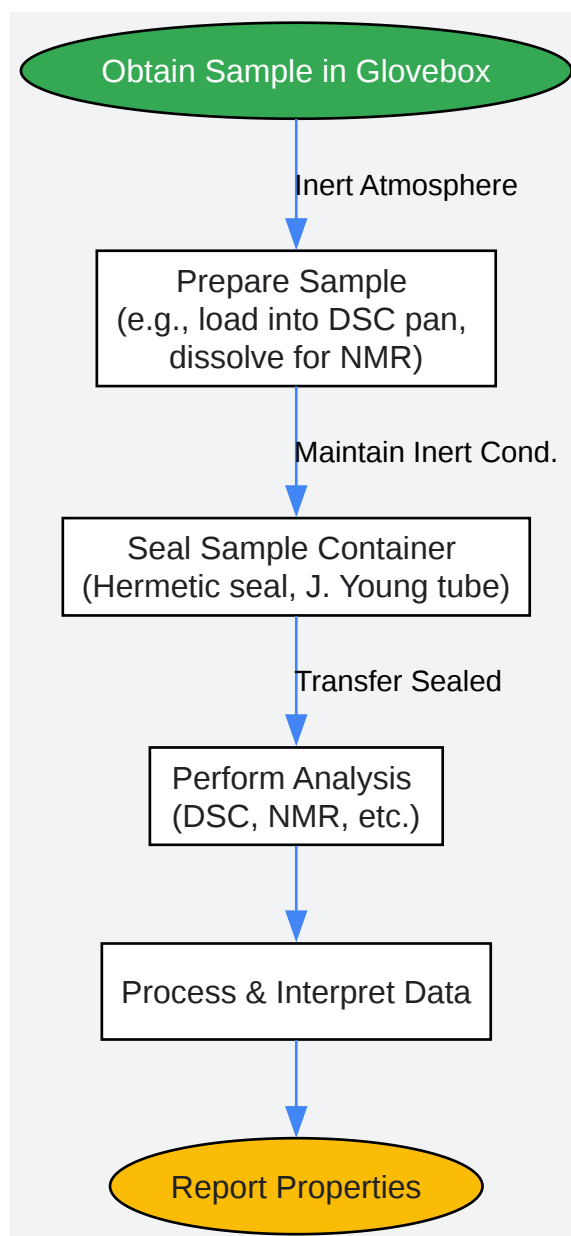 Obtain Sample in Glovebox
Inert Atmosphere
Prepare Sample
(e.g., load into DSC pan,
dissolve for NMR)
Maintain Inert Cond.
Seal Sample Container
(Hermetic seal, J. Young tube)
Transfer Sealed
Perform Analysis
(DSC, NMR, etc.)
Process & Interpret Data
Report Properties